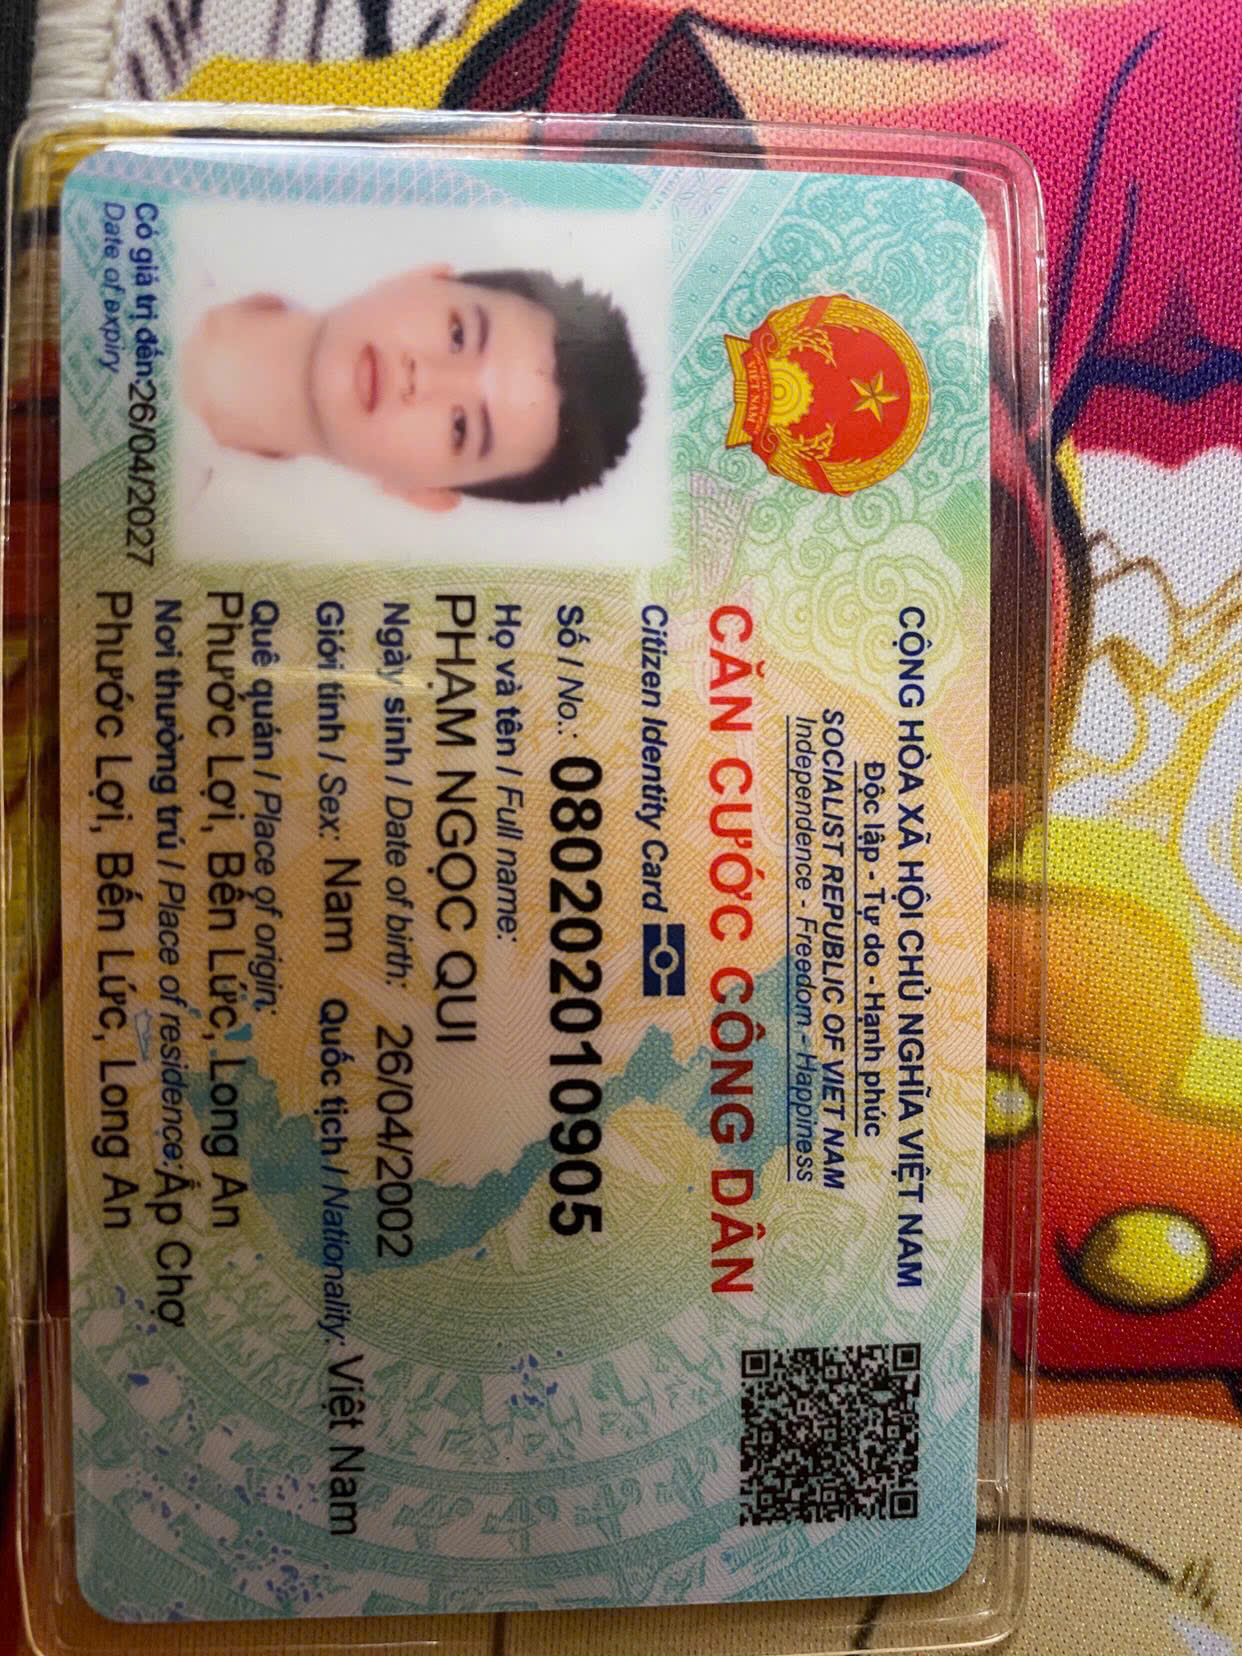 CỘNG HÒA XÃ HỘI CHỦ NGHĨA VIỆT NAM
Độc lập - Tự do - Hạnh phúc
SOCIALIST REPUBLIC OF VIET NAM
Independence - Freedom - Happiness
CĂN CƯỚC CÔNG DÂN
Citizen Identity Card
Số / No.: 080202010905
Họ và tên / Full name:
PHẠM NGỌC QUI
Ngày sinh / Date of birth: 26/04/2002
Giới tính / Sex: Nam Quốc tịch / Nationality: Việt Nam
Quê quán / Place of origin:
Phước Lợi, Bến Lức, Long An
Nơi thường trú / Place of residence: Ấp Chợ
Phước Lợi, Bến Lức, Long An
Có giá trị đến: 26/04/2027
Date of expiry
VIỆT NAM